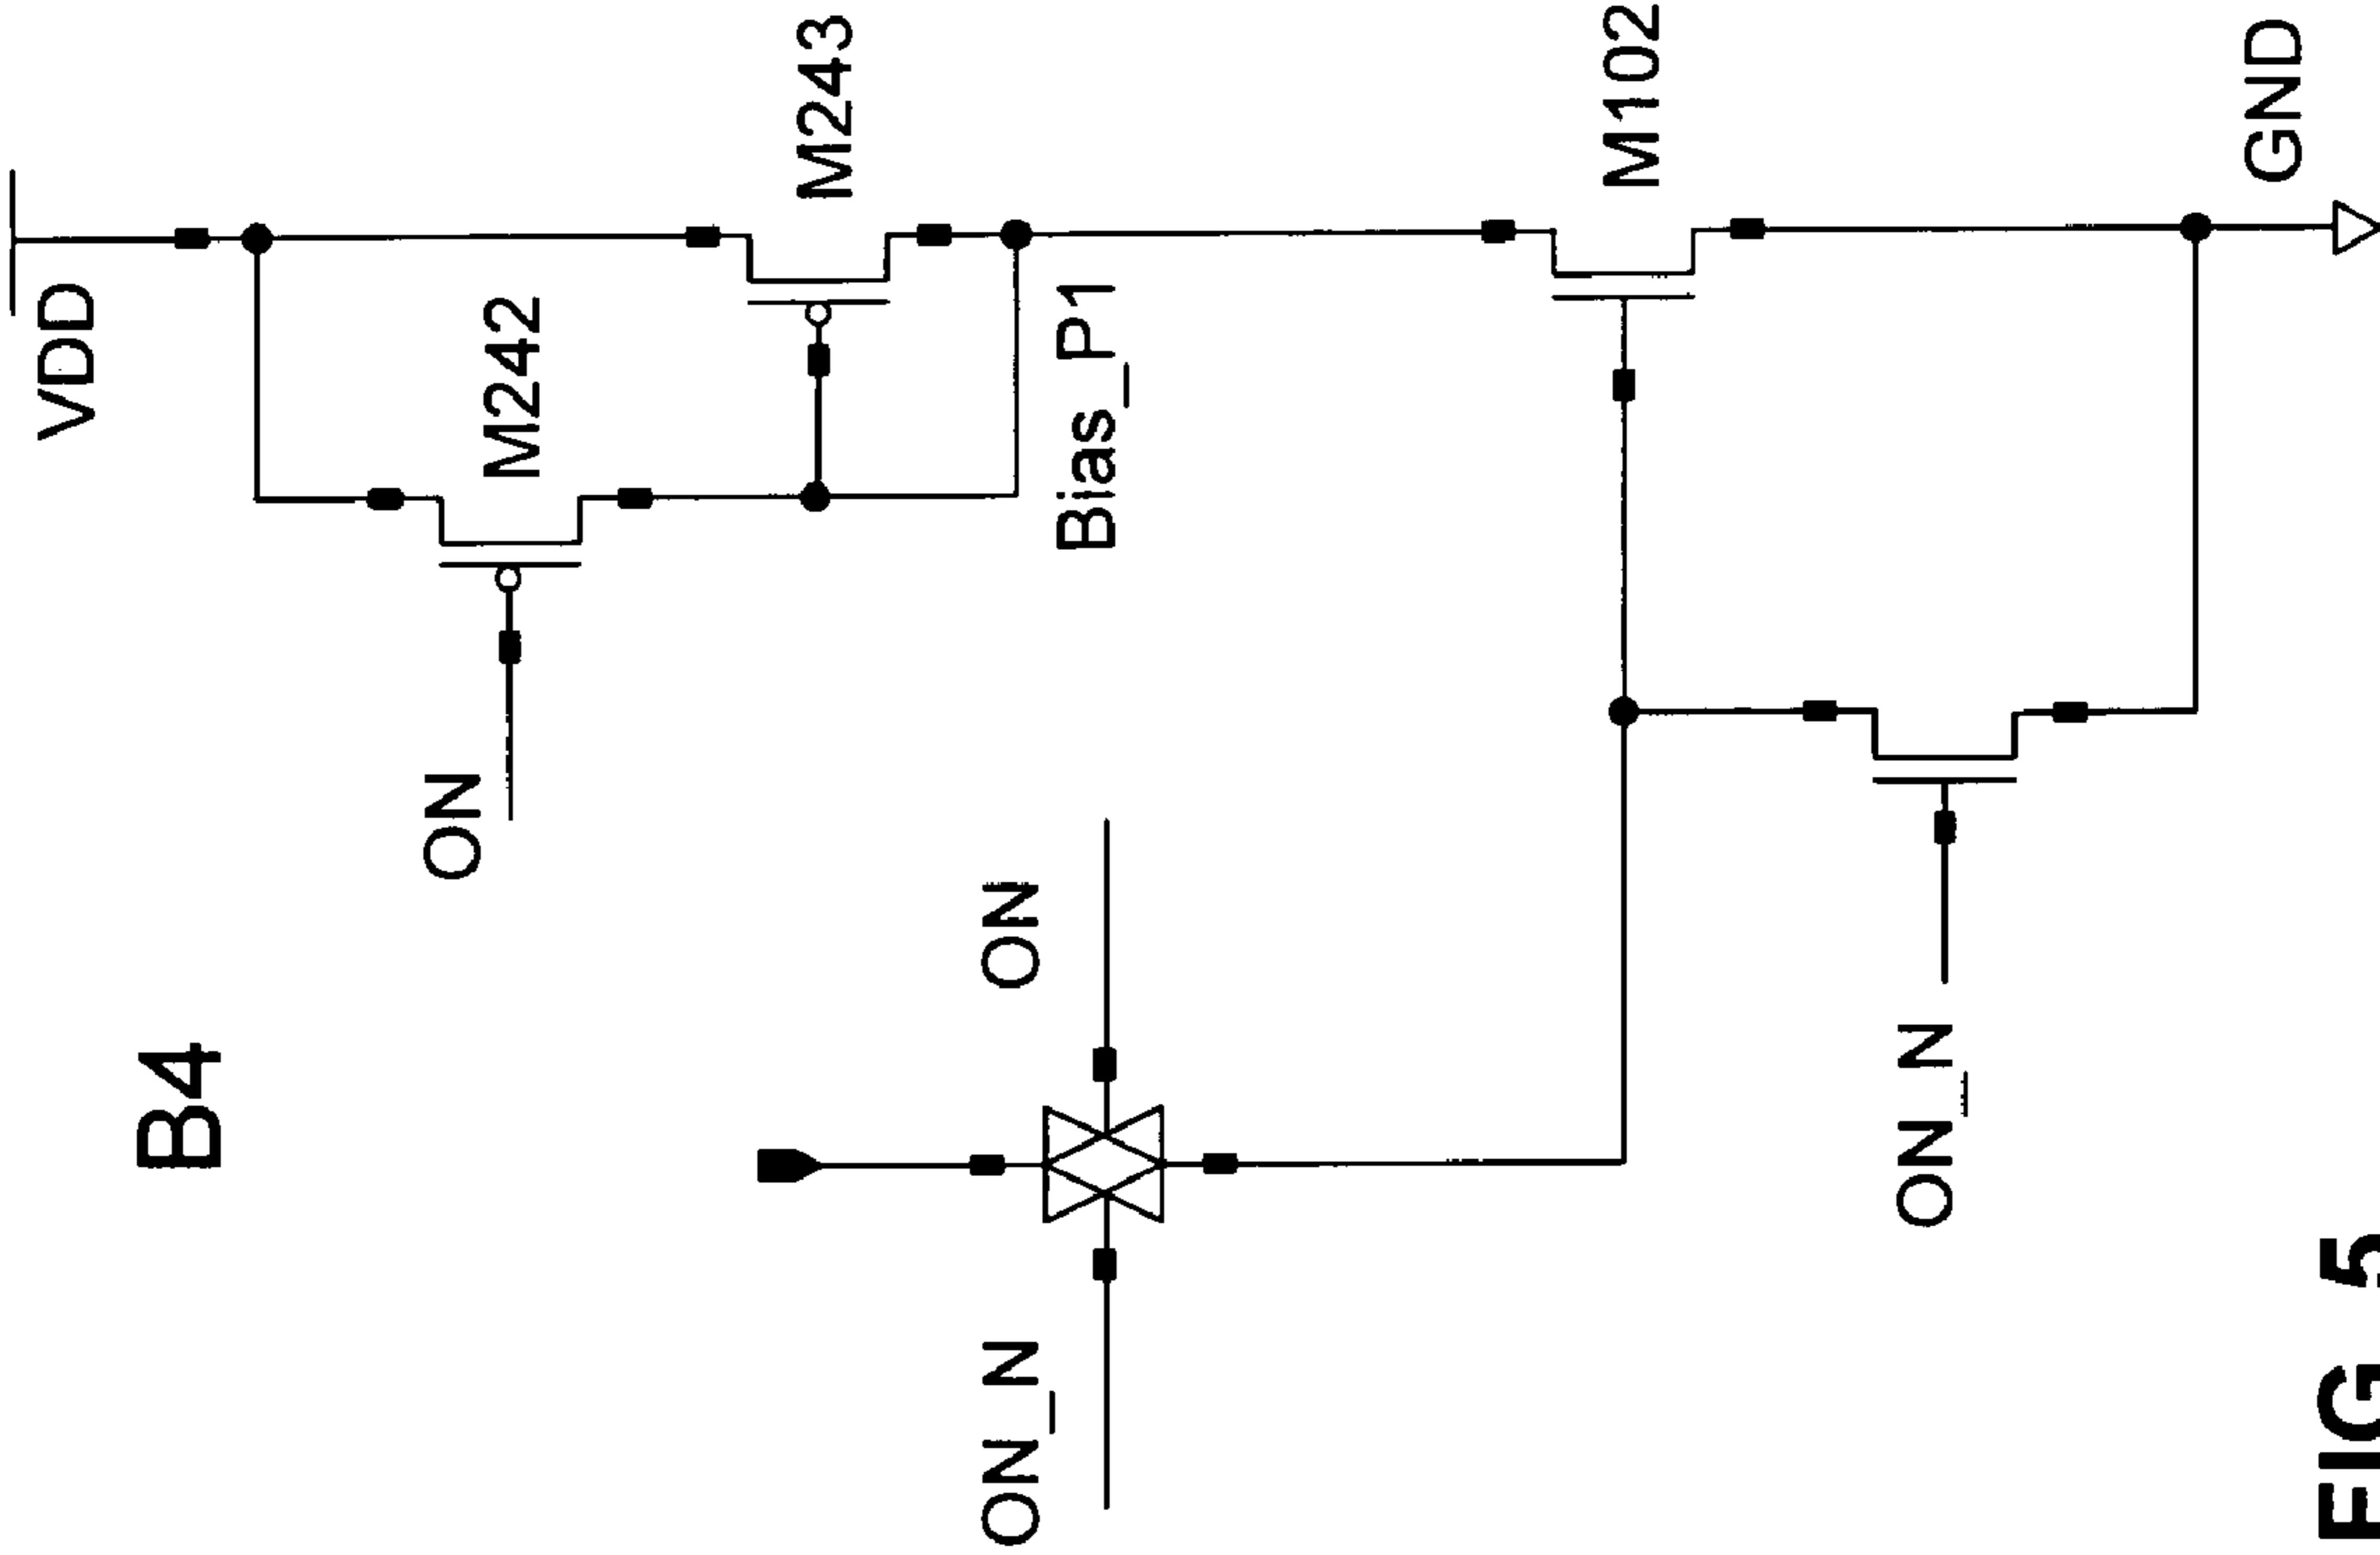 B4
VDD
M242
M243
ON
Bias_P1
ON
ON_N
M102
ON_N
GND
FIG 5